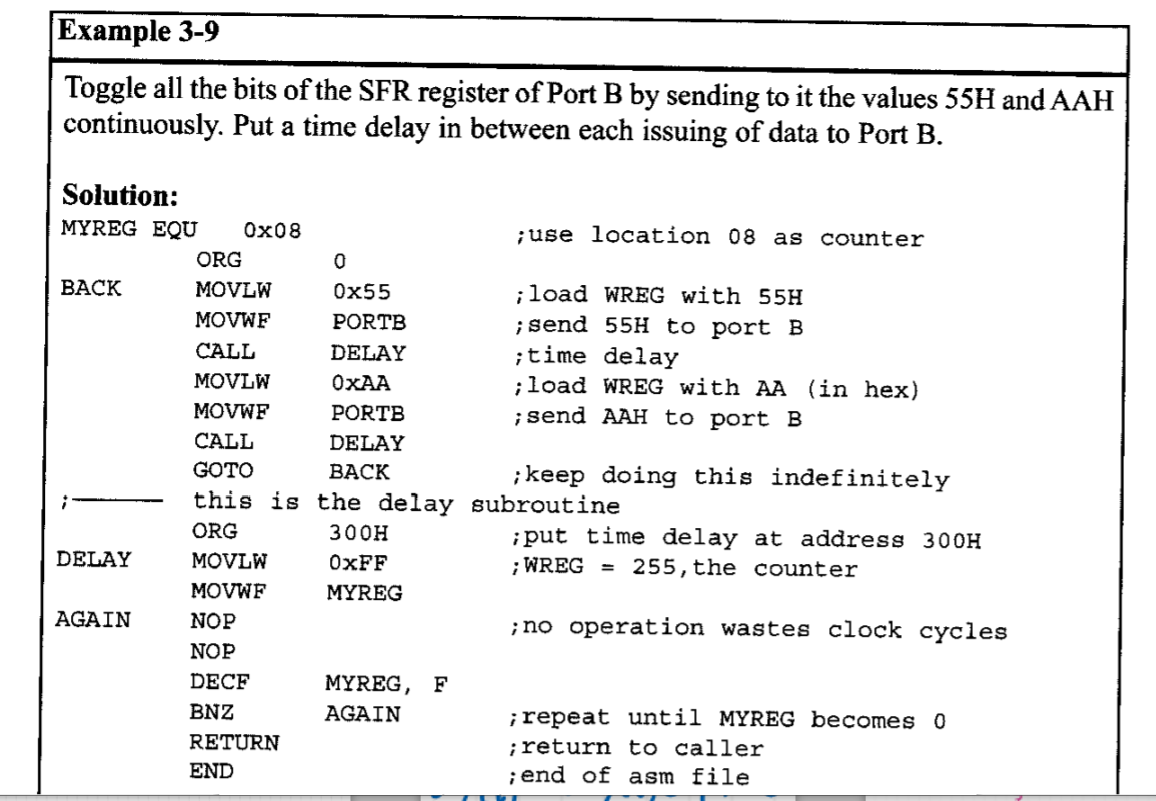 Example 3-9
Toggle all the bits of the SFR register of Port B by sending to it the values 55H and AAH
continuously. Put a time delay in between each issuing of data to Port B.
Solution:
MYREG EQU 0x08 ;use location 08 as counter
ORG 0
BACK MOVLW 0x55 ;load WREG with 55H
MOVWF PORTB ;send 55H to port B
CALL DELAY ;time delay
MOVLW 0xAA ;load WREG with AA (in hex)
MOVWF PORTB ;send AAH to port B
CALL DELAY
GOTO BACK ;keep doing this indefinitely
;—— this is the delay subroutine
ORG 300H ;put time delay at address 300H
DELAY MOVLW 0xFF ;WREG = 255,the counter
MOVWF MYREG
AGAIN NOP ;no operation wastes clock cycles
NOP
DECF MYREG, F
BNZ AGAIN ;repeat until MYREG becomes 0
RETURN ;return to caller
END ;end of asm file